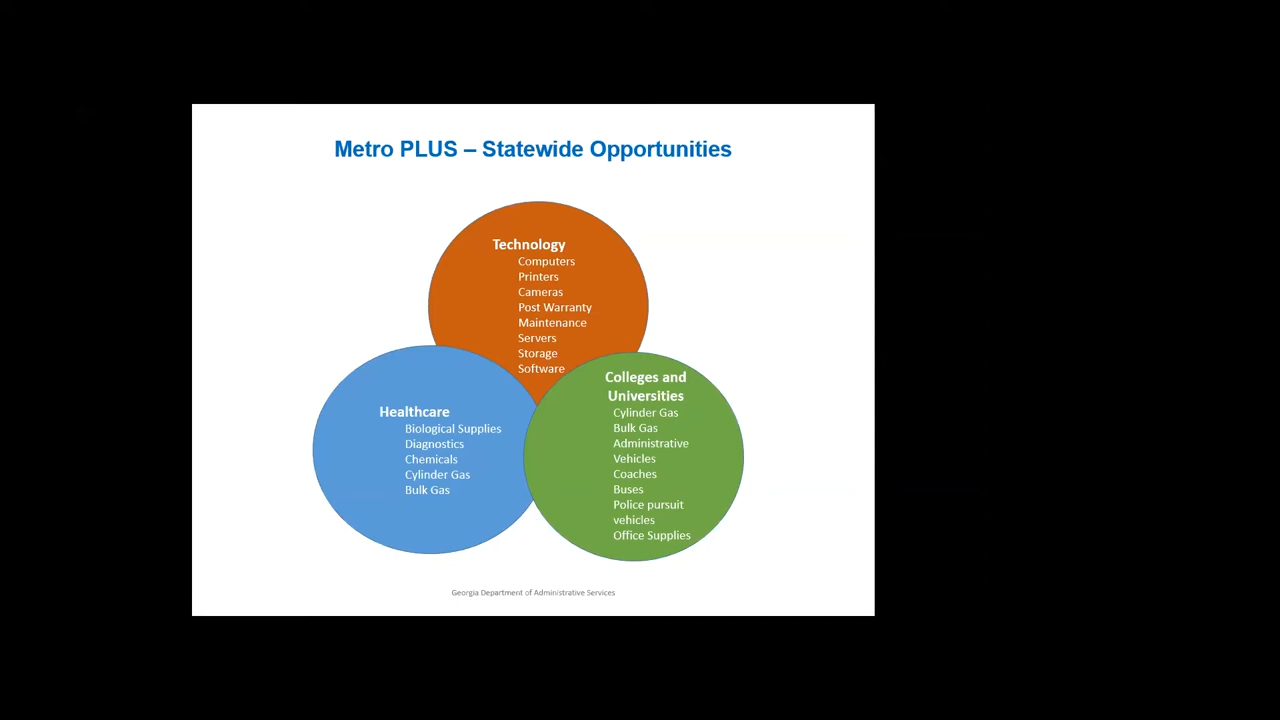 Metro PLUS – Statewide Opportunities
Technology
Computers
Printers
Cameras
Post Warranty
Maintenance
Servers
Storage
Software
Healthcare
Biological Supplies
Diagnostics
Chemicals
Cylinder Gas
Bulk Gas
Colleges and
Universities
Cylinder Gas
Bulk Gas
Administrative
Vehicles
Coaches
Buses
Police pursuit
vehicles
Office Supplies
Georgia Department of Administrative Services